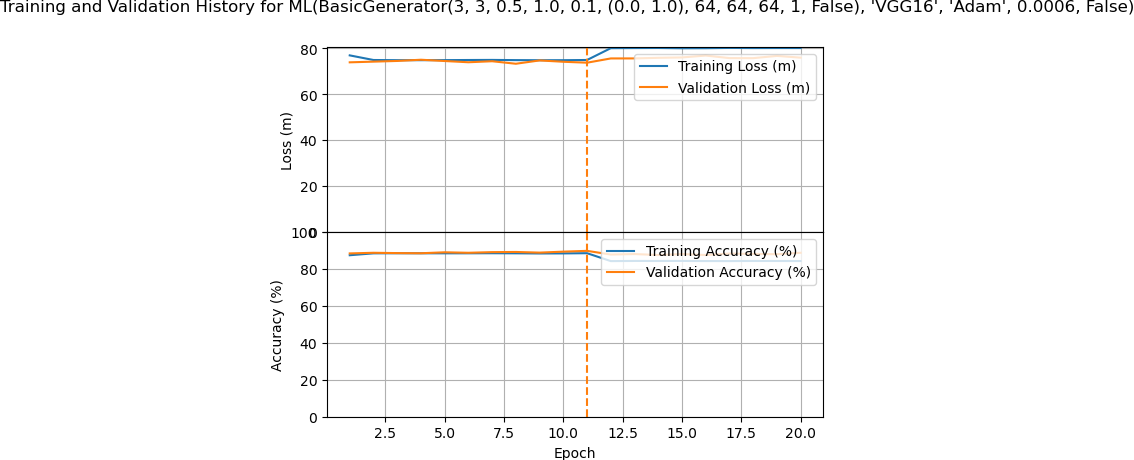 Training and Validation History for ML(BasicGenerator(3, 3, 0.5, 1.0, 0.1, (0.0, 1.0), 64, 64, 64, 1, False), 'VGG16', 'Adam', 0.0006, False)
80
60
40
20
0
Loss (m)
Training Loss (m)
Validation Loss (m)
100
80
60
40
20
0
Accuracy (%)
Training Accuracy (%)
Validation Accuracy (%)
2.5 5.0 7.5 10.0 12.5 15.0 17.5 20.0
Epoch